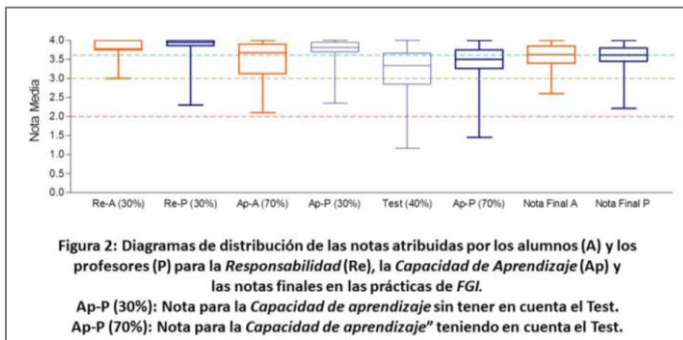 4.0
3.5
3.0
2.5
2.0
1.5
1.0
0.5
0.0
Nota Media
Re-A (30%) Re-P (30%) Ap-A (70%) Ap-P (30%) Test (40%) Ap-P (70%) Nota Final A Nota Final P
Figura 2: Diagramas de distribución de las notas atribuidas por los alumnos (A) y los
profesores (P) para la Responsabilidad (Re), la Capacidad de Aprendizaje (Ap) y
las notas finales en las prácticas de FGI.
Ap-P (30%): Nota para la Capacidad de aprendizaje sin tener en cuenta el Test.
Ap-P (70%): Nota para la Capacidad de aprendizaje” teniendo en cuenta el Test.